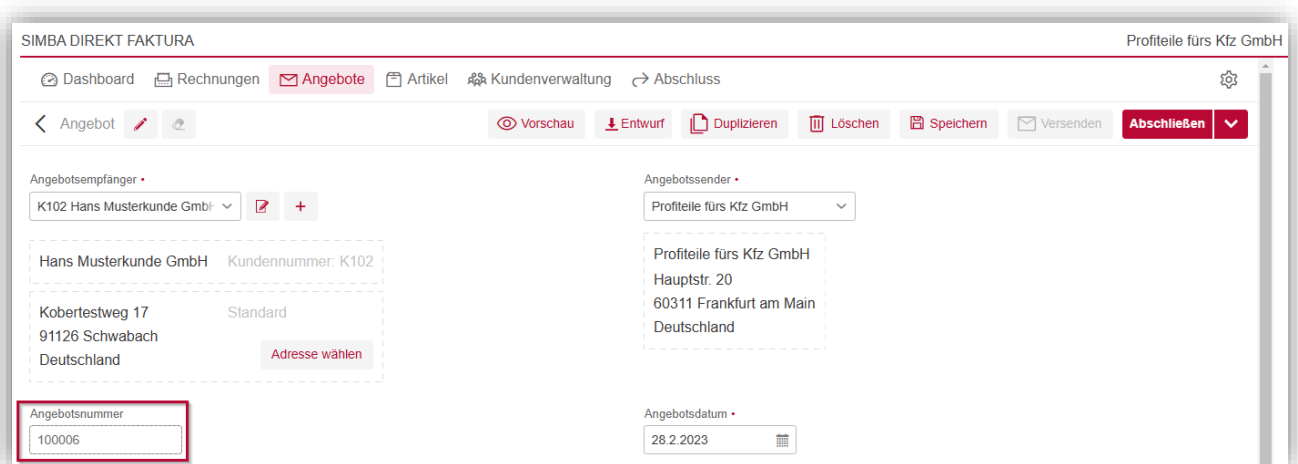 SIMBA DIREKT FAKTURA Profiteile fürs Kfz GmbH
Dashboard Rechnungen Angebote Artikel Kundenverwaltung Abschluss
Angebot Vorschau Entwurf Duplizieren Löschen Speichern Versenden Abschließen
Angebotsempfänger •
K102 Hans Musterkunde GmbH
Hans Musterkunde GmbH Kundennummer: K102
Kobertestweg 17 Standard
91126 Schwabach
Deutschland
Adresse wählen
Angebotssender •
Profiteile fürs Kfz GmbH
Profiteile fürs Kfz GmbH
Hauptstr. 20
60311 Frankfurt am Main
Deutschland
Angebotsnummer
100006
Angebotsdatum •
28.2.2023